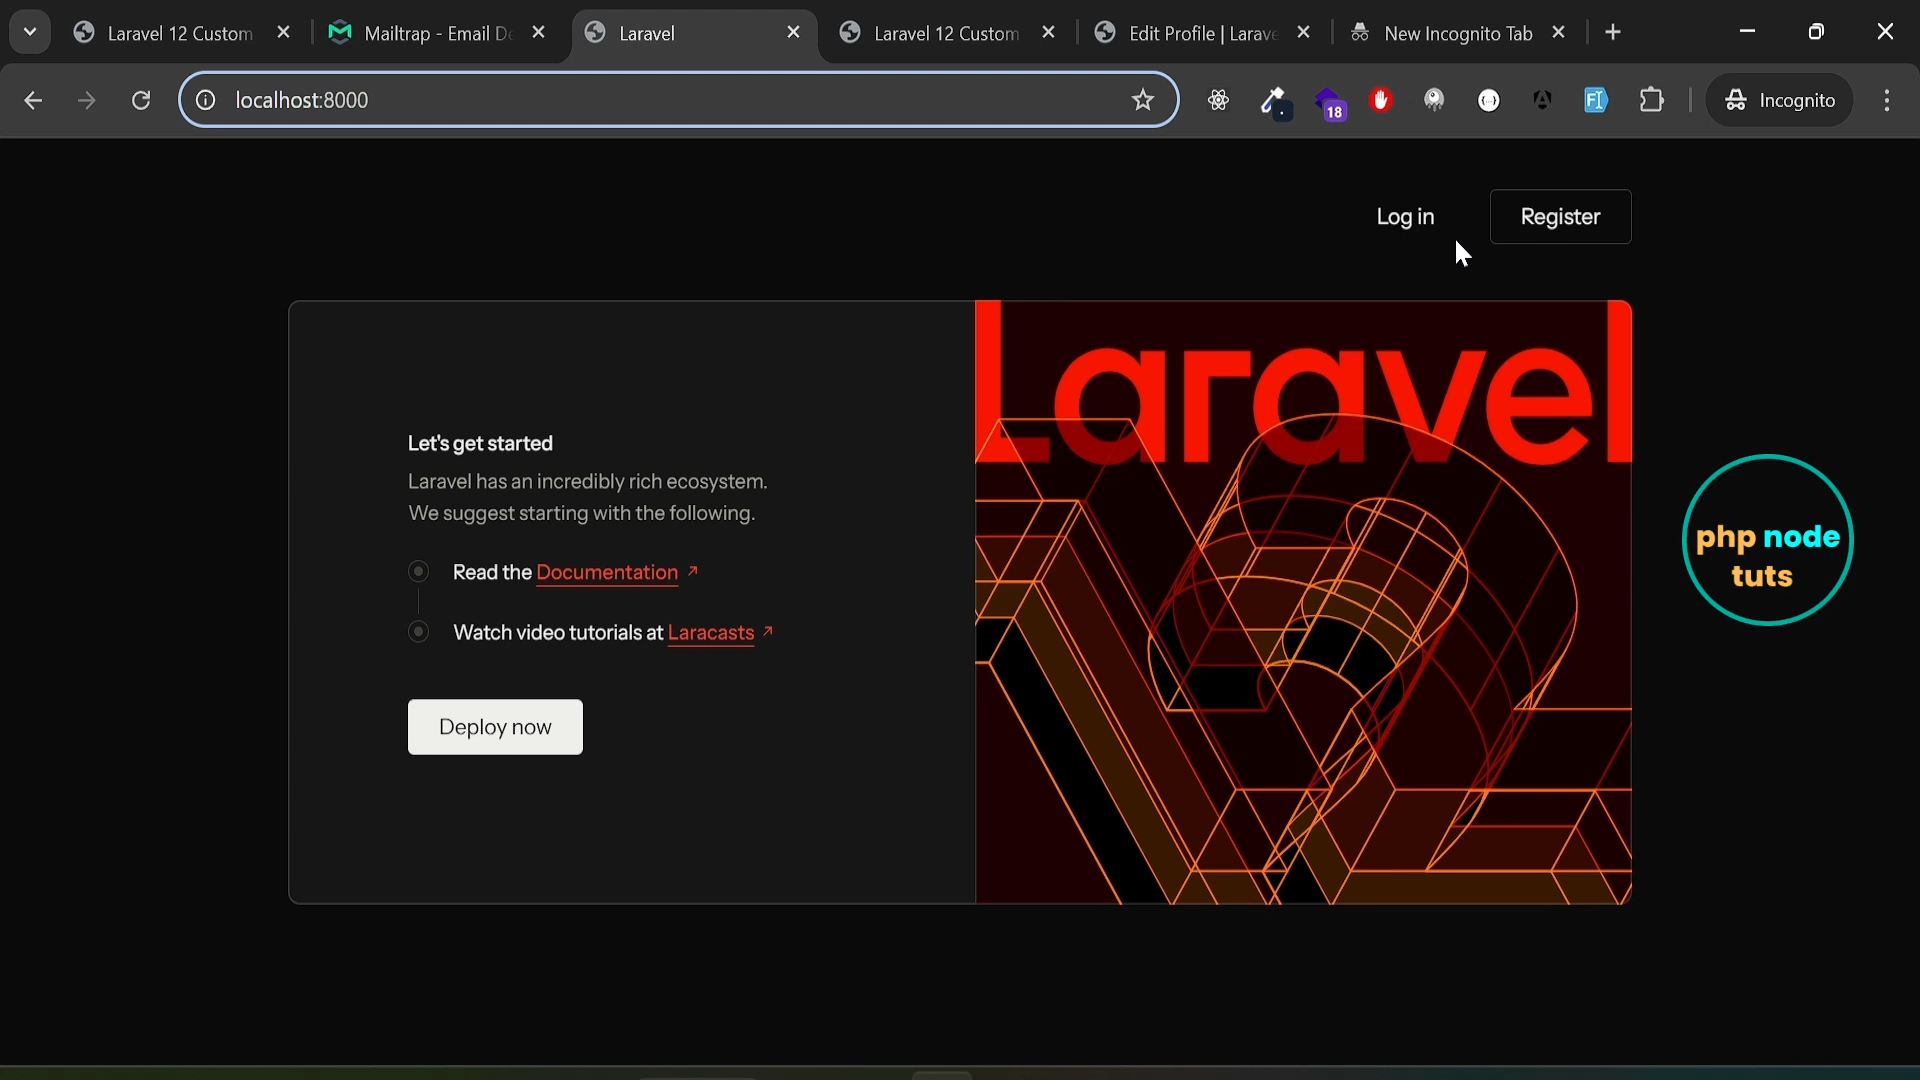 Laravel 12 Custom
Mailtrap - Email De
Laravel
Laravel 12 Custom
Edit Profile | Larave
New Incognito Tab
localhost:8000
18
Incognito
Log in
Register
Laravel
Let's get started
Laravel has an incredibly rich ecosystem.
We suggest starting with the following.
Read the Documentation
Watch video tutorials at Laracasts
Deploy now
php node
tuts